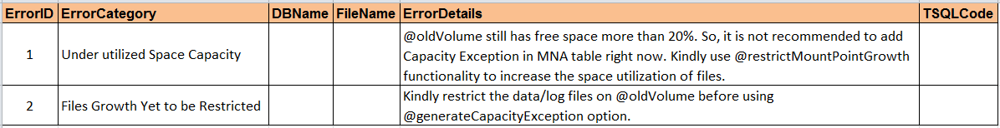 ErrorID ErrorCategory DBName FileName ErrorDetails TSQLCode
@oldVolume still has free space more than 20%. So, it is not recommended to add
1 Under utilized Space Capacity Capacity Exception in MNA table right now. Kindly use @restrictMountPointGrowth
functionality to increase the space utilization of files.
Kindly restrict the data/log files on @oldVolume before using
2 Files Growth Yet to be Restricted
@generateCapacityException option.